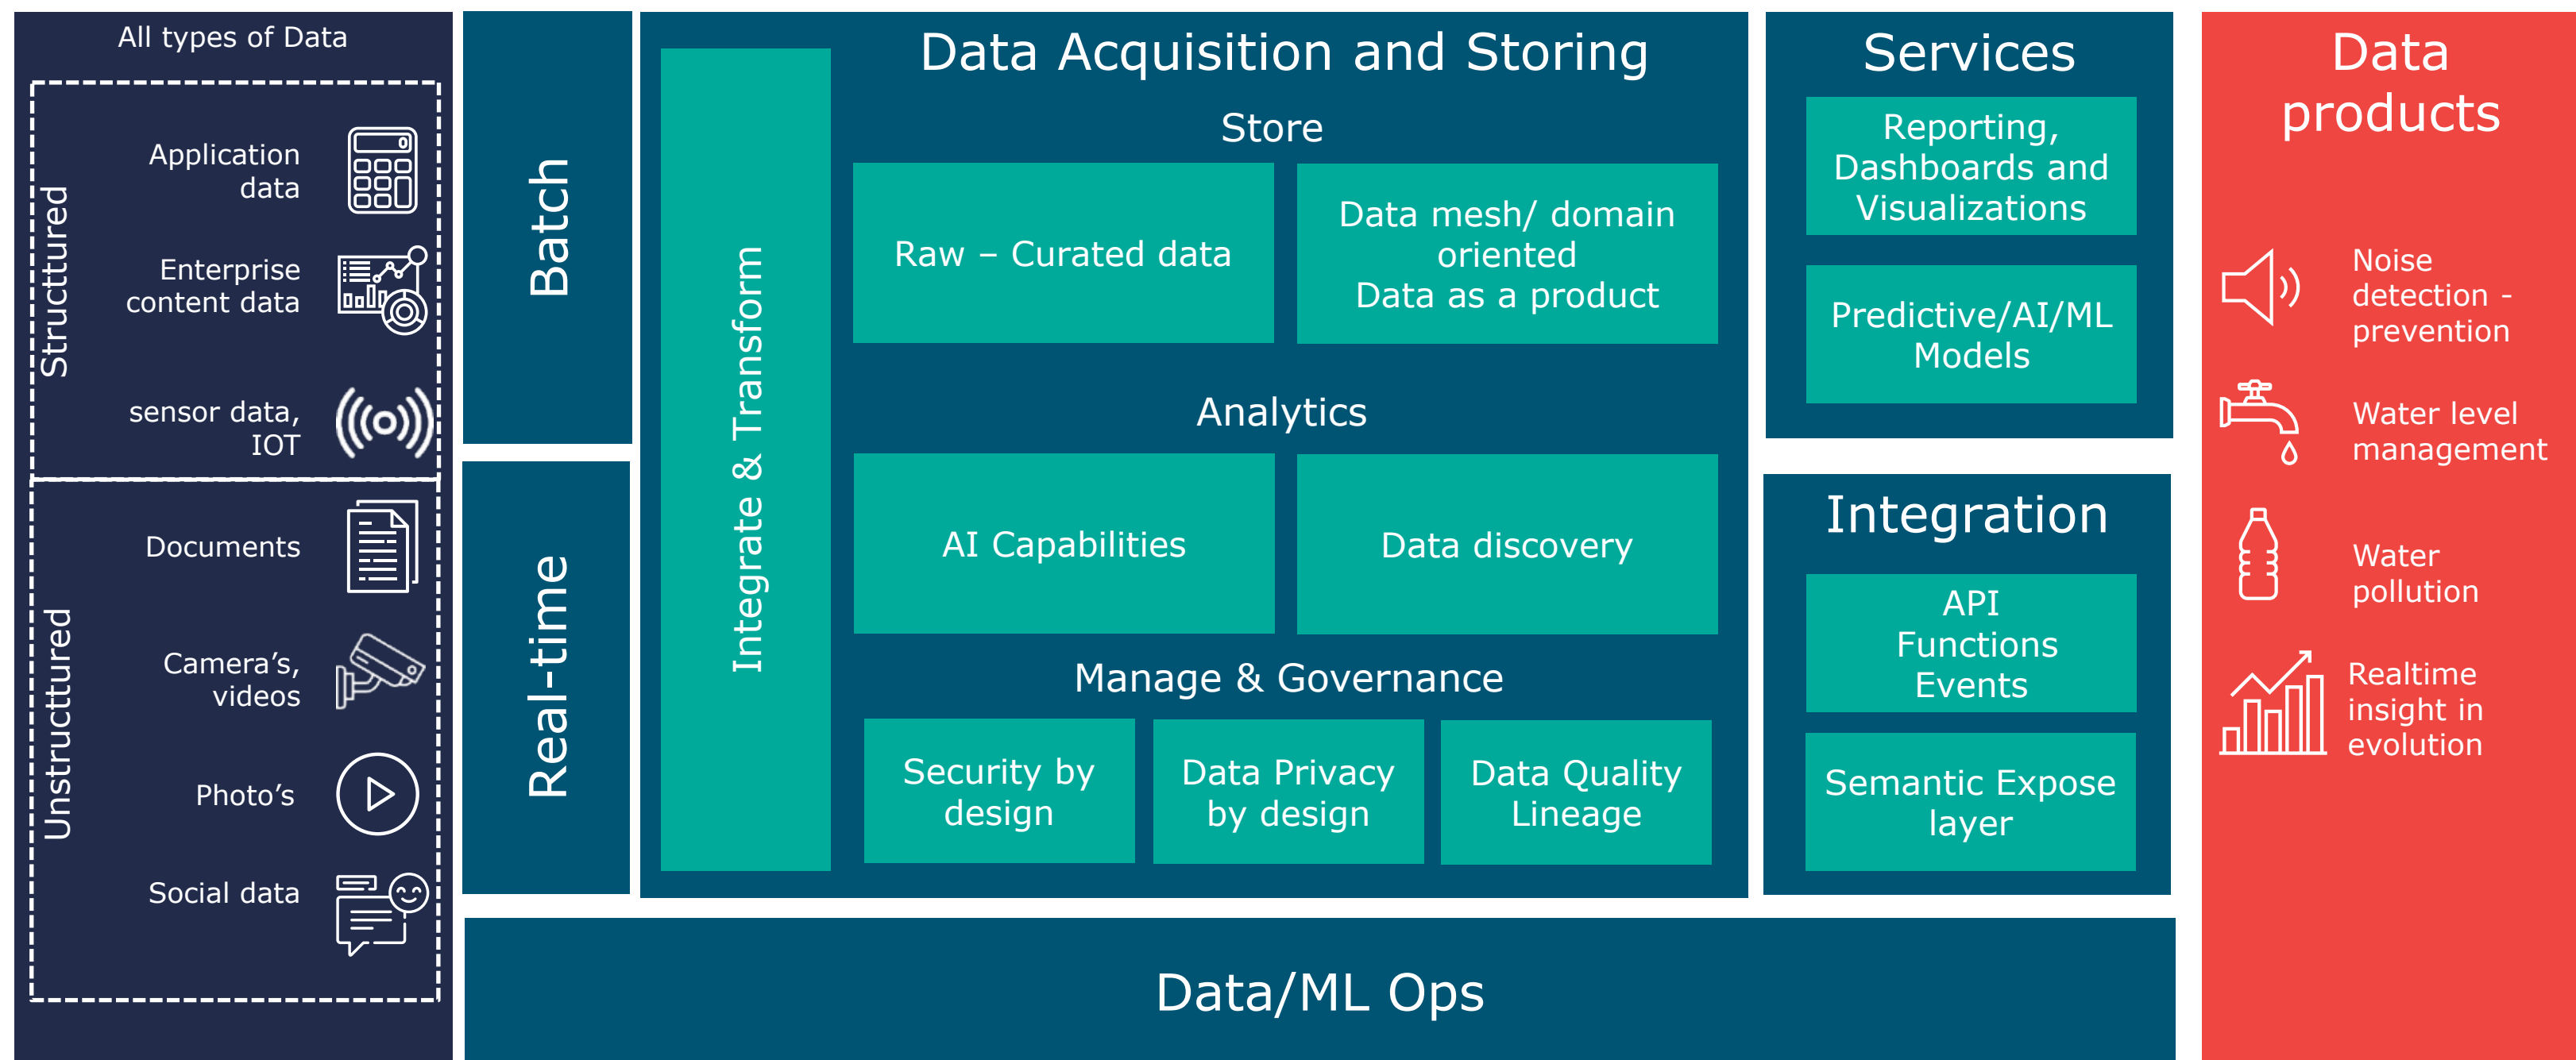 All types of Data
Structured
Application
data
Enterprise
content data
sensor data,
IOT
Unstructured
Documents
Camera’s,
videos
Photo’s
Social data
Batch
Real-time
Data Acquisition and Storing
Integrate & Transform
Store
Raw – Curated data
Data mesh/ domain
oriented
Data as a product
Analytics
AI Capabilities
Data discovery
Manage & Governance
Security by
design
Data Privacy
by design
Data Quality
Lineage
Services
Reporting,
Dashboards and
Visualizations
Predictive/AI/ML
Models
Integration
API
Functions
Events
Semantic Expose
layer
Data/ML Ops
Data
products
Noise
detection -
prevention
Water level
management
Water
pollution
Realtime
insight in
evolution